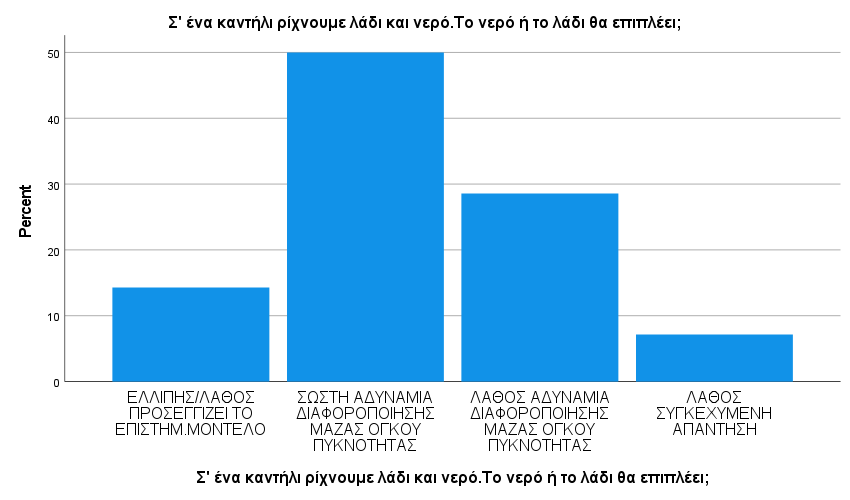 Σ' ένα καντήλι ρίχνουμε λάδι και νερό.Το νερό ή το λάδι θα επιπλέει;
50
40
30
20
10
0
Percent
ΕΛΛΙΠΗΣ/ΛΑΘΟΣ
ΠΡΟΣΕΓΓΙΖΕΙ ΤΟ
ΕΠΙΣΤΗΜ.ΜΟΝΤΕΛΟ
ΣΩΣΤΗ ΑΔΥΝΑΜΙΑ
ΔΙΑΦΟΡΟΠΟΙΗΣΗΣ
ΜΑΖΑΣ ΟΓΚΟΥ
ΠΥΚΝΟΤΗΤΑΣ
ΛΑΘΟΣ ΑΔΥΝΑΜΙΑ
ΔΙΑΦΟΡΟΠΟΙΗΣΗΣ
ΜΑΖΑΣ ΟΓΚΟΥ
ΠΥΚΝΟΤΗΤΑΣ
ΛΑΘΟΣ
ΣΥΓΚΕΧΥΜΕΝΗ
ΑΠΑΝΤΗΣΗ
Σ' ένα καντήλι ρίχνουμε λάδι και νερό.Το νερό ή το λάδι θα επιπλέει;